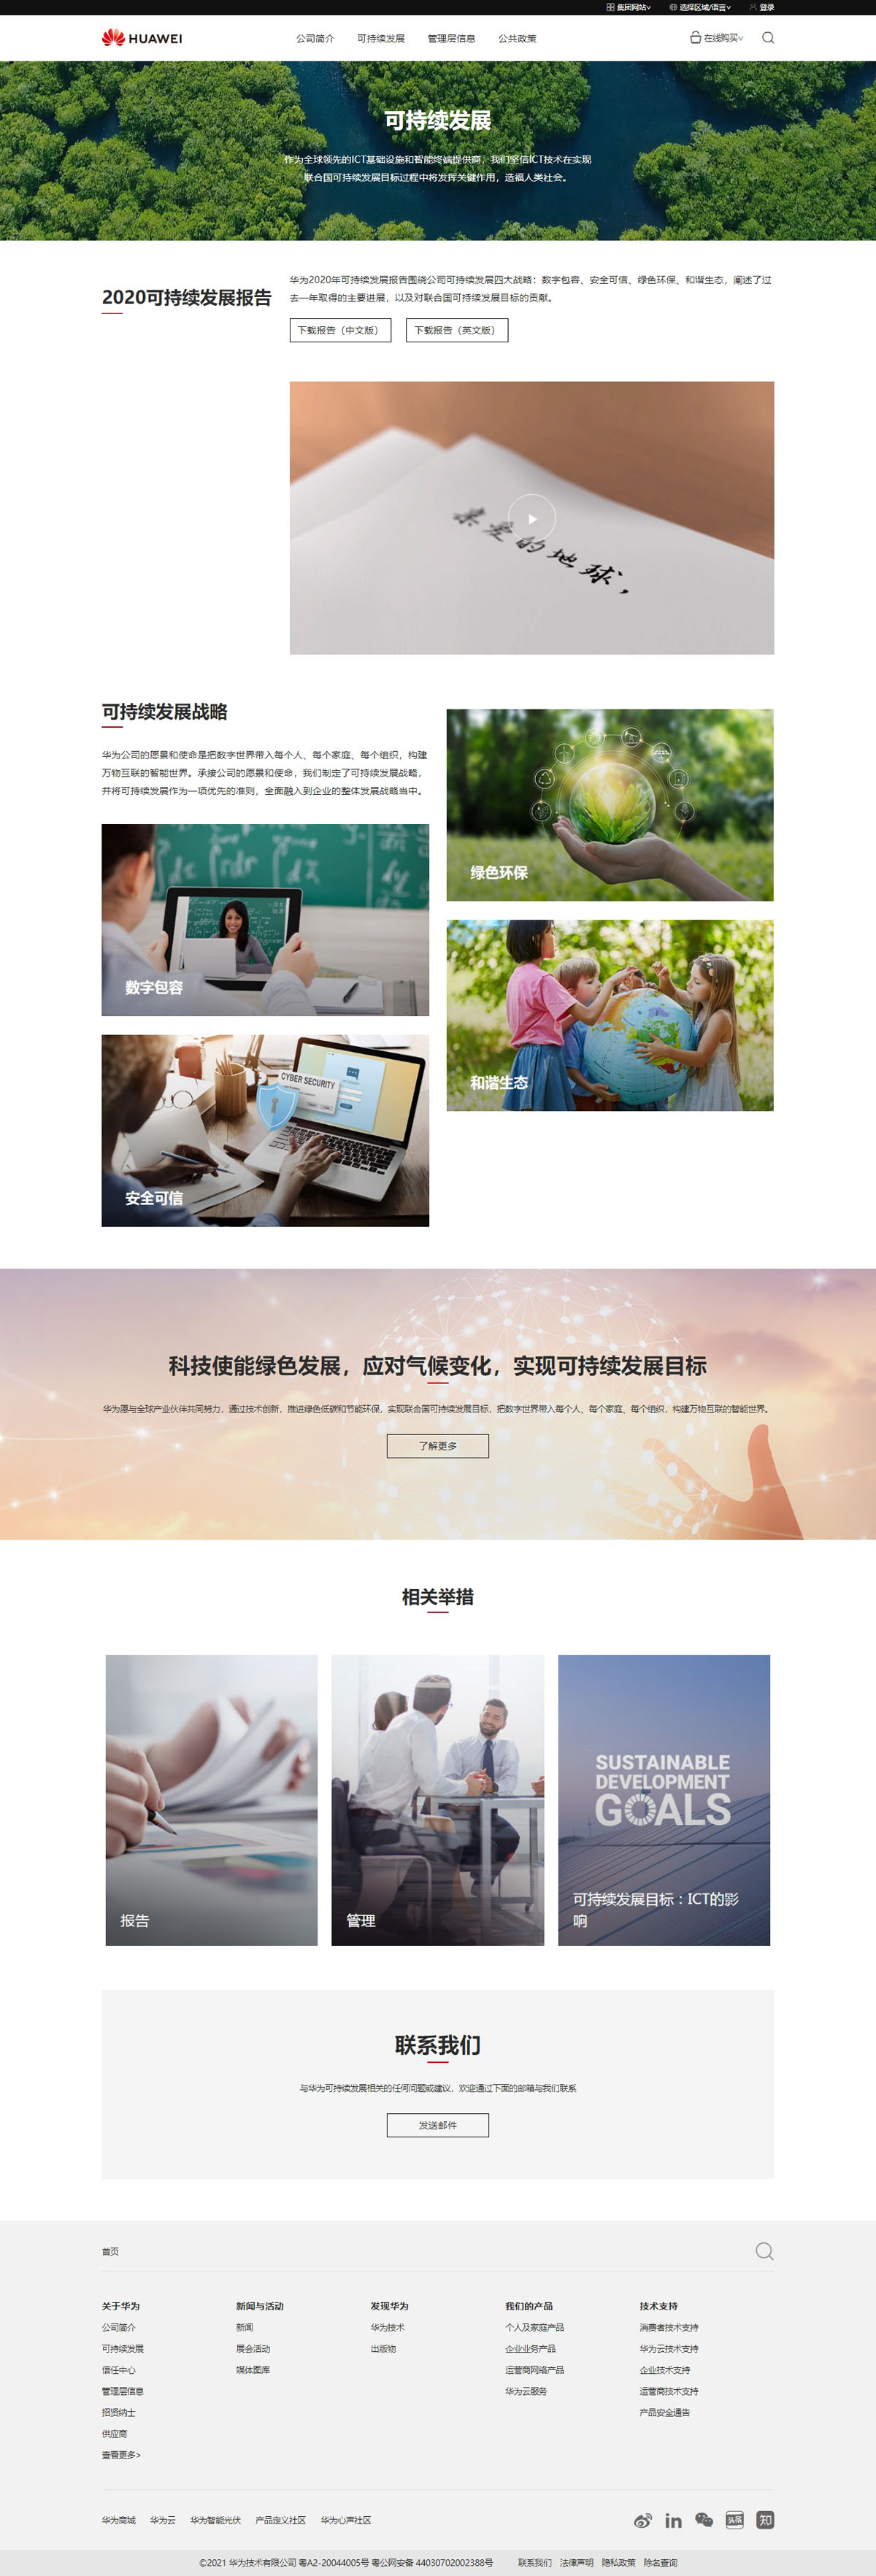 集团网站
选择区域/语言
登录
HUAWEI
公司简介 可持续发展 管理层信息 公共政策
在线购买
可持续发展
作为全球领先的ICT基础设施和智能终端提供商，我们坚信ICT技术在实现
联合国可持续发展目标过程中将发挥关键作用，造福人类社会。
2020可持续发展报告
华为2020年可持续发展报告围绕公司可持续发展四大战略：数字包容、安全可信、绿色环保、和谐生态，阐述了过
去一年取得的主要进展，以及对联合国可持续发展目标的贡献。
下载报告（中文版） 下载报告（英文版）
亲爱的地球，
可持续发展战略
华为公司的愿景和使命是把数字世界带入每个人、每个家庭、每个组织，构建
万物互联的智能世界。承接公司的愿景和使命，我们制定了可持续发展战略，
并将可持续发展作为一项优先的准则，全面融入到企业的整体发展战略当中。
绿色环保
数字包容
和谐生态
CYBER SECURITY
安全可信
科技使能绿色发展，应对气候变化，实现可持续发展目标
华为愿与全球产业伙伴共同努力，通过技术创新，推进绿色低碳和节能环保，实现联合国可持续发展目标，把数字世界带入每个人、每个家庭、每个组织，构建万物互联的智能世界。
了解更多
相关举措
SUSTAINABLE
DEVELOPMENT
GOALS
报告
管理
可持续发展目标：ICT的影
响
联系我们
与华为可持续发展相关的任何问题或建议，欢迎通过下面的邮箱与我们联系
发送邮件
首页
关于华为
公司简介
可持续发展
信任中心
管理层信息
招贤纳士
供应商
查看更多>
新闻与活动
新闻
展会活动
媒体图库
发现华为
华为技术
出版物
我们的产品
个人及家庭产品
企业业务产品
运营商网络产品
华为云服务
技术支持
消费者技术支持
华为云技术支持
企业技术支持
运营商技术支持
产品安全通告
华为商城 华为云 华为智能光伏 产品定义社区 华为心声社区
in 头条 知
©2021 华为技术有限公司 粤A2-20044005号 粤公网安备 44030702002388号 联系我们 法律声明 隐私政策 除名查询